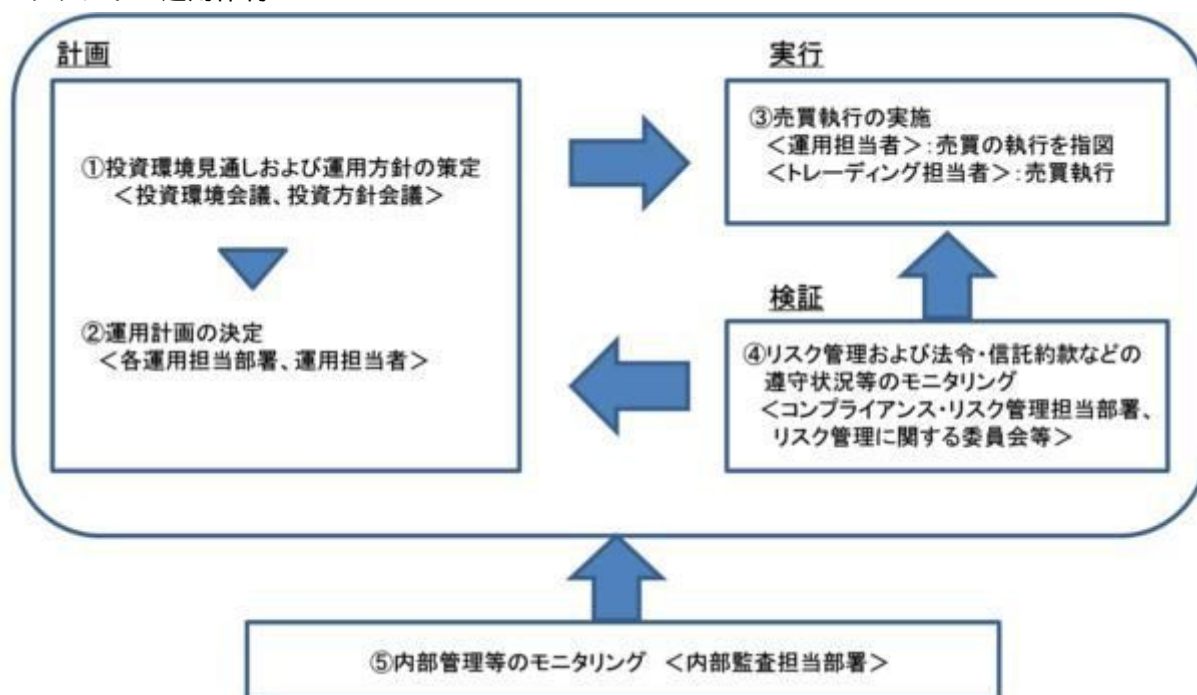 計画
①投資環境見通しおよび運用方針の策定
＜投資環境会議、投資方針会議＞
②運用計画の決定
＜各運用担当部署、運用担当者＞
実行
③売買執行の実施
＜運用担当者＞：売買の執行を指図
＜トレーディング担当者＞：売買執行
検証
④リスク管理および法令・信託約款などの
遵守状況等のモニタリング
＜コンプライアンス・リスク管理担当部署、
リスク管理に関する委員会等＞
⑤内部管理等のモニタリング　＜内部監査担当部署＞